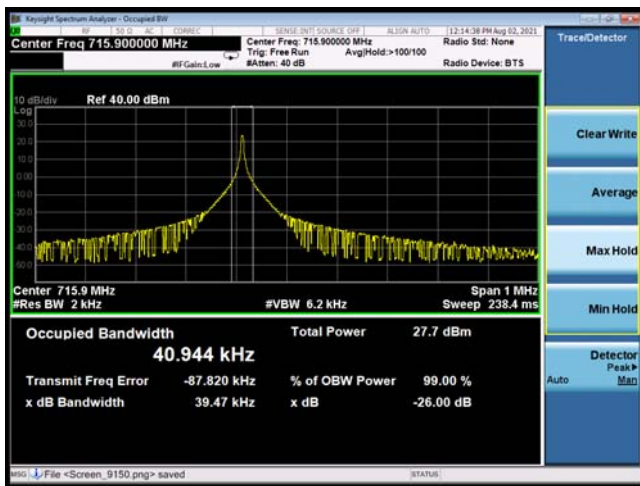 Keysight Spectrum Analyzer - Occupied BW
RF 50 Ω AC CORREC SENSE:INT SOURCE OFF ALIGN AUTO 12:14:38 PM Aug 02, 2021
Center Freq 715.900000 MHz
Center Freq: 715.900000 MHz
Radio Std: None
Trace/Detector
Trig: Free Run
Avg|Hold:>100/100
#IFGain:Low
#Atten: 40 dB
Radio Device: BTS
10 dB/div
Ref 40.00 dBm
Log
30.0
20.0
10.0
0.00
-10.0
-20.0
-30.0
-40.0
-50.0
Clear Write
Average
Max Hold
Min Hold
Center 715.9 MHz
Span 1 MHz
#Res BW 2 kHz
#VBW 6.2 kHz
Sweep 238.4 ms
Occupied Bandwidth
Total Power
27.7 dBm
40.944 kHz
Transmit Freq Error
-87.820 kHz
% of OBW Power
99.00 %
x dB Bandwidth
39.47 kHz
x dB
-26.00 dB
Detector
Peak▶
Auto
Man
MSG
File <Screen_9150.png> saved
STATUS